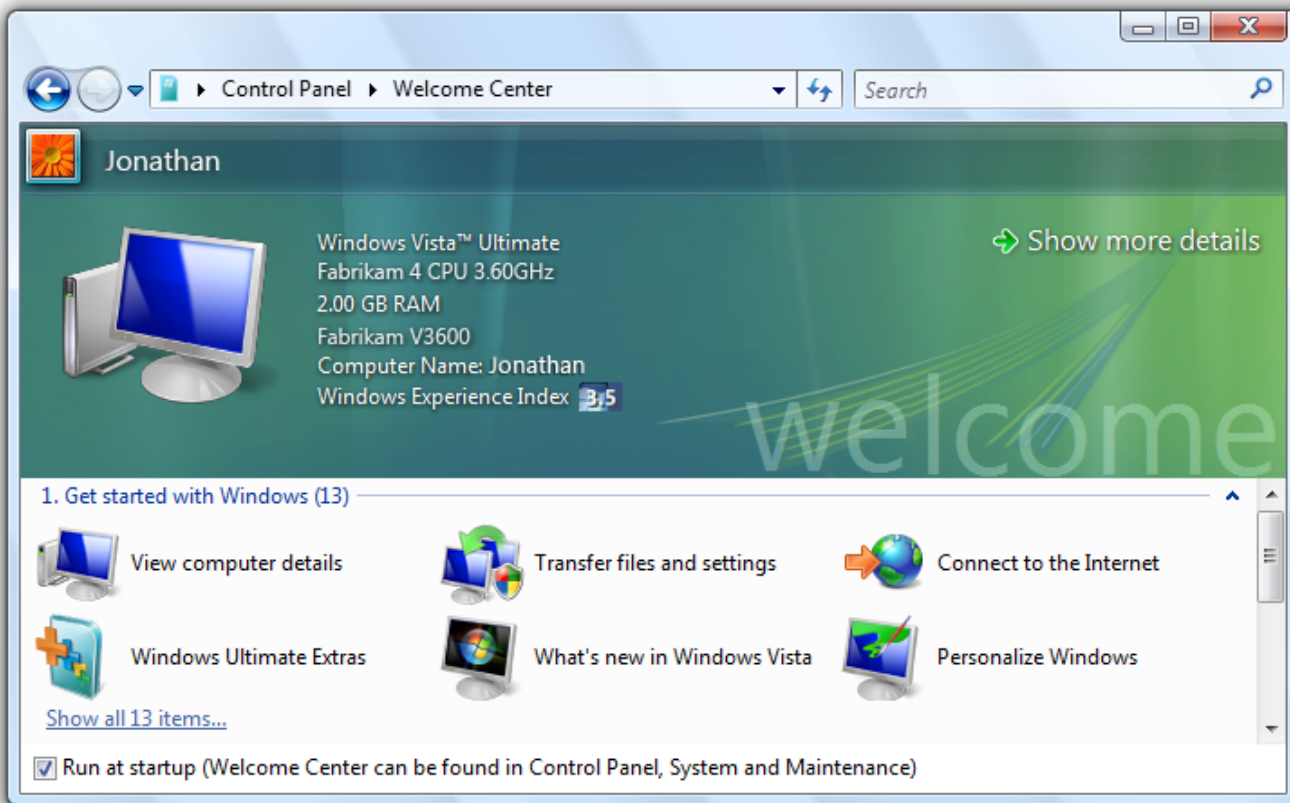 Control Panel Welcome Center
Search
Jonathan
Windows Vista™ Ultimate
Show more details
Fabrikam 4 CPU 3.60GHz
2.00 GB RAM
Fabrikam V3600
Computer Name: Jonathan
Windows Experience Index 3,5
welcome
1. Get started with Windows (13)
View computer details
Transfer files and settings
Connect to the Internet
Windows Ultimate Extras
What's new in Windows Vista
Personalize Windows
Show all 13 items...
Run at startup (Welcome Center can be found in Control Panel, System and Maintenance)